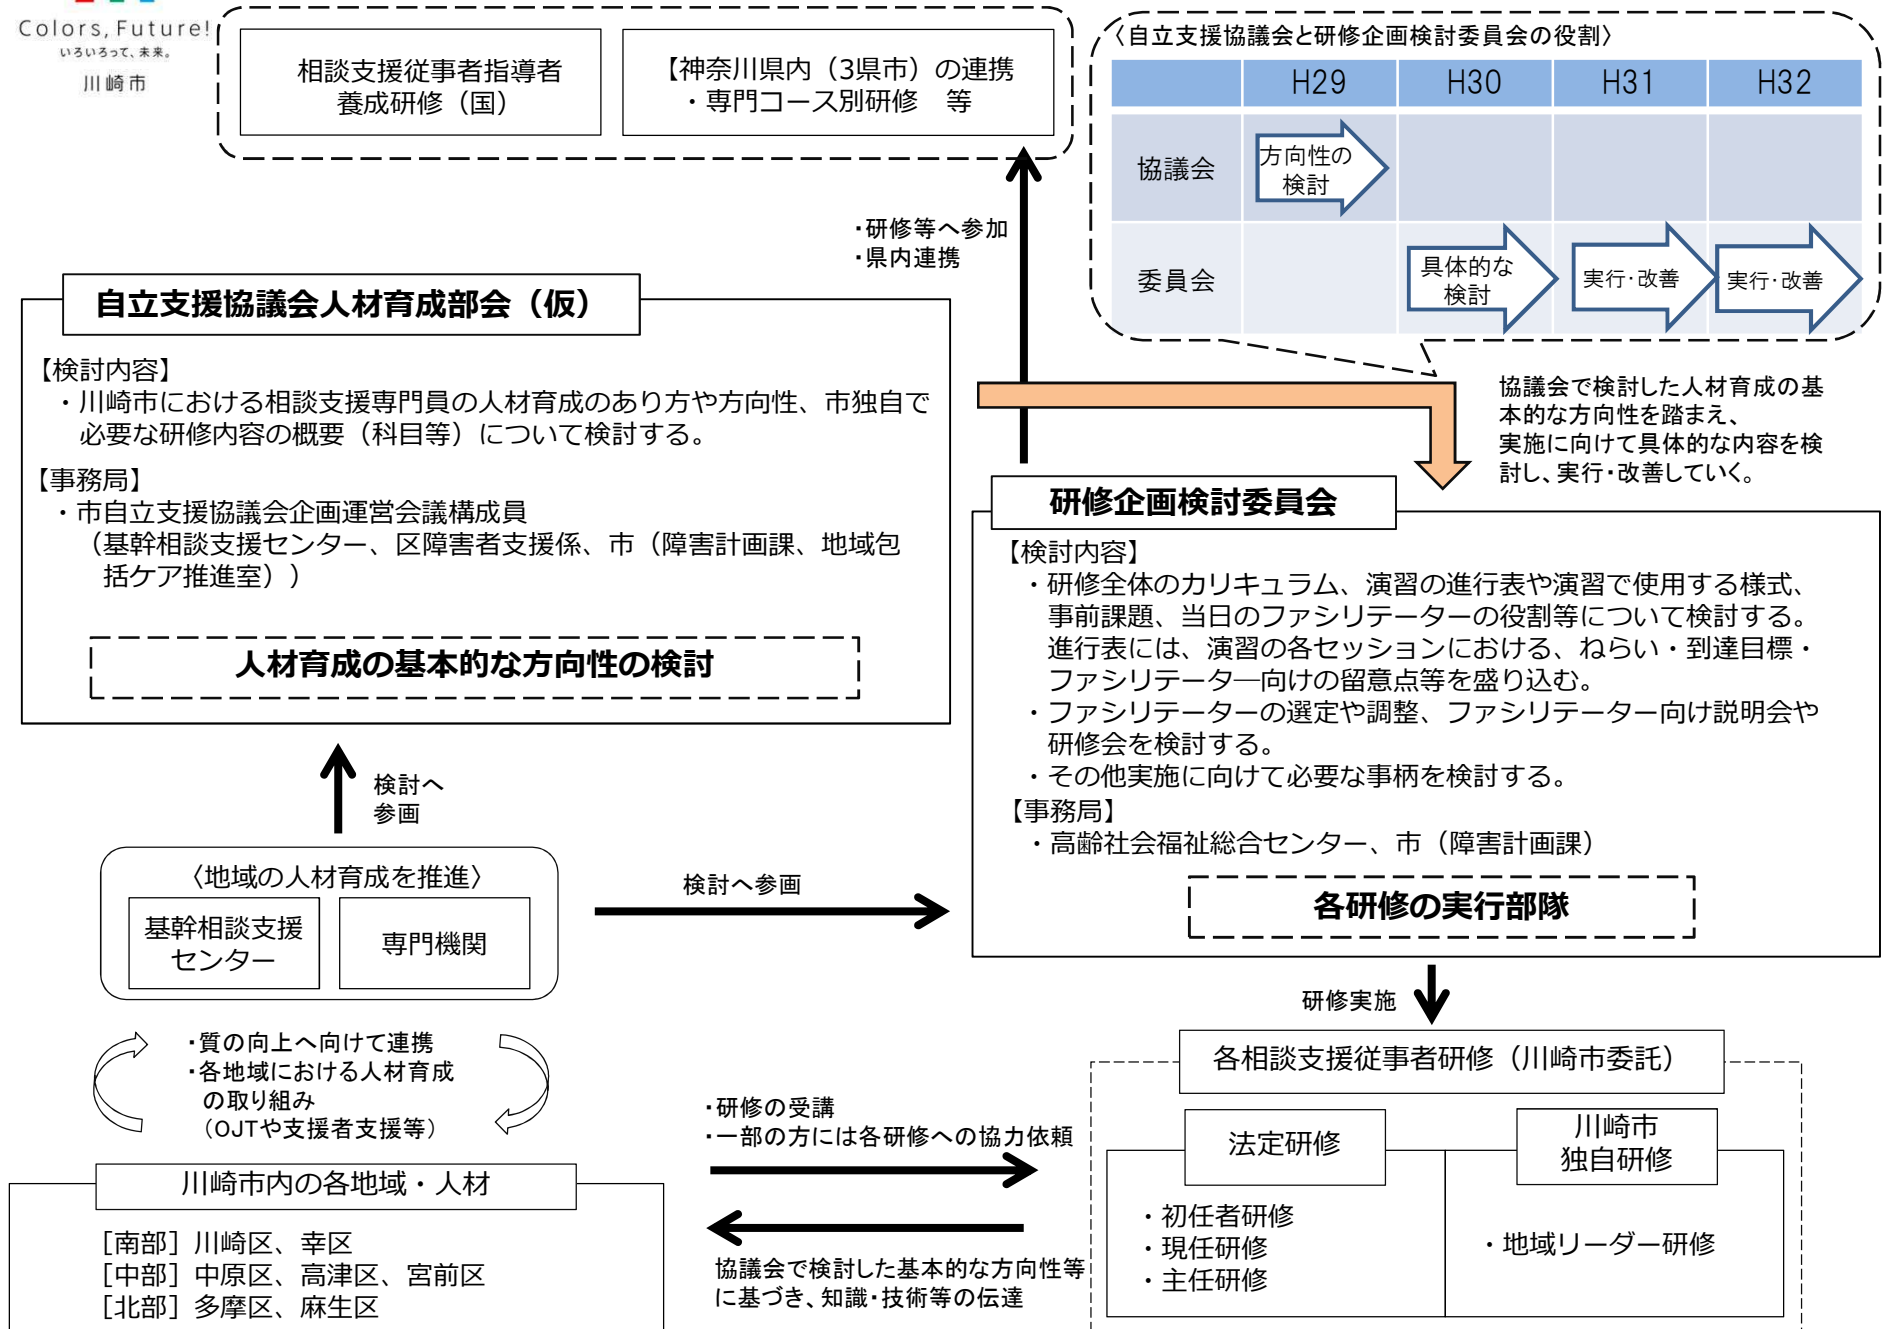 Colors,Future!
いろいろって、未来。
川崎市
相談支援従事者指導者
養成研修（国）
【神奈川県内（3県市）の連携
・専門コース別研修　等
〈自立支援協議会と研修企画検討委員会の役割〉
H29 H30 H31 H32
協議会
方向性の
検討
委員会
具体的な
検討
実行・改善
実行・改善
・研修等へ参加
・県内連携
自立支援協議会人材育成部会（仮）
【検討内容】
・川崎市における相談支援専門員の人材育成のあり方や方向性、市独自で
必要な研修内容の概要（科目等）について検討する。
【事務局】
・市自立支援協議会企画運営会議構成員
（基幹相談支援センター、区障害者支援係、市（障害計画課、地域包
括ケア推進室））
人材育成の基本的な方向性の検討
協議会で検討した人材育成の基
本的な方向性を踏まえ、
実施に向けて具体的な内容を検
討し、実行・改善していく。
研修企画検討委員会
【検討内容】
・研修全体のカリキュラム、演習の進行表や演習で使用する様式、
事前課題、当日のファシリテーターの役割等について検討する。
進行表には、演習の各セッションにおける、ねらい・到達目標・
ファシリテータ―向けの留意点等を盛り込む。
・ファシリテーターの選定や調整、ファシリテーター向け説明会や
研修会を検討する。
・その他実施に向けて必要な事柄を検討する。
【事務局】
・高齢社会福祉総合センター、市（障害計画課）
各研修の実行部隊
検討へ
参画
〈地域の人材育成を推進〉
基幹相談支援
センター
専門機関
検討へ参画
研修実施
・質の向上へ向けて連携
・各地域における人材育成
の取り組み
（OJTや支援者支援等）
各相談支援従事者研修（川崎市委託）
・研修の受講
・一部の方には各研修への協力依頼
法定研修
・初任者研修
・現任研修
・主任研修
川崎市
独自研修
・地域リーダー研修
川崎市内の各地域・人材
［南部］川崎区、幸区
［中部］中原区、高津区、宮前区
［北部］多摩区、麻生区
協議会で検討した基本的な方向性等
に基づき、知識・技術等の伝達